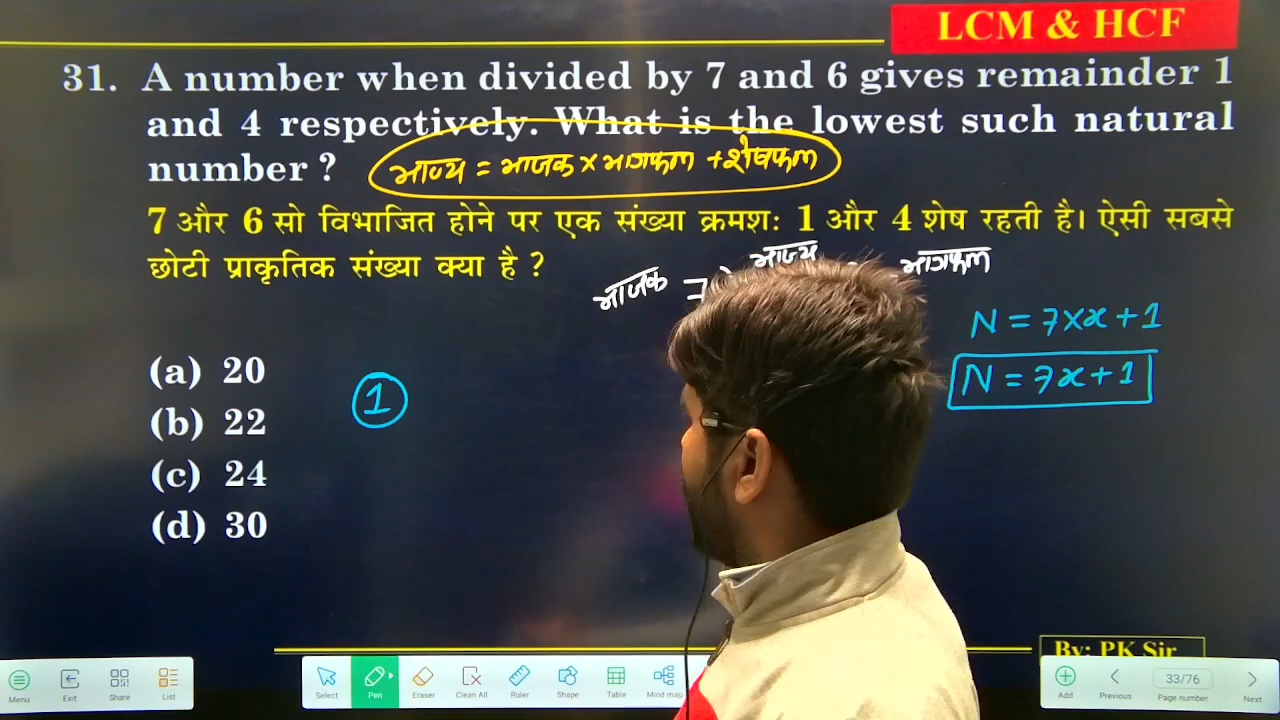 LCM & HCF
31. A number when divided by 7 and 6 gives remainder 1
and 4 respectively. What is the lowest such natural
number ?
भाज्य = भाजक × भागफल + शेषफल
7 और 6 सो विभाजित होने पर एक संख्या क्रमशः 1 और 4 शेष रहती है। ऐसी सबसे
छोटी प्राकृतिक संख्या क्या है ?
भाजक 7 भाज्य भागफल
N = 7×x+1
N = 7x+1
(a) 20
(b) 22
(c) 24
(d) 30
1
By: PK Sir
Menu Exit Share List Select Pen Eraser Clean All Ruler Shape Table Mind map Add Previous 33/76 Page number Next